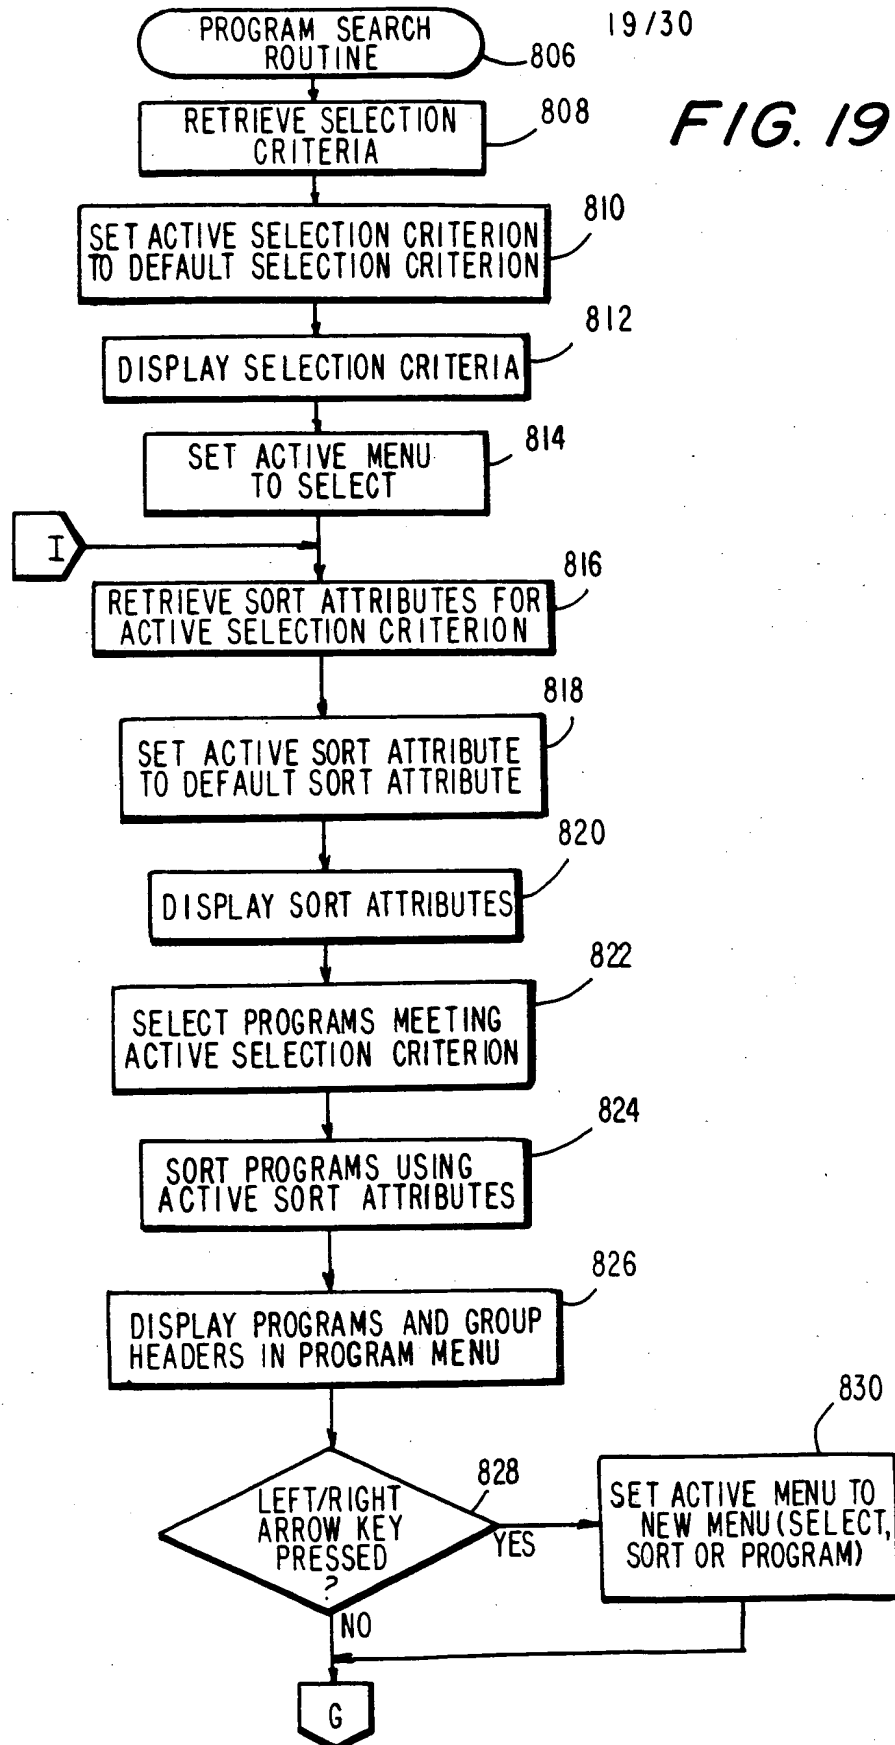 19/30
FIG. 19
PROGRAM SEARCH
ROUTINE
806
RETRIEVE SELECTION
CRITERIA
808
SET ACTIVE SELECTION CRITERION
TO DEFAULT SELECTION CRITERION
810
DISPLAY SELECTION CRITERIA
812
SET ACTIVE MENU
TO SELECT
814
I
RETRIEVE SORT ATTRIBUTES FOR
ACTIVE SELECTION CRITERION
816
SET ACTIVE SORT ATTRIBUTE
TO DEFAULT SORT ATTRIBUTE
818
DISPLAY SORT ATTRIBUTES
820
SELECT PROGRAMS MEETING
ACTIVE SELECTION CRITERION
822
SORT PROGRAMS USING
ACTIVE SORT ATTRIBUTES
824
DISPLAY PROGRAMS AND GROUP
HEADERS IN PROGRAM MENU
826
LEFT/RIGHT
ARROW KEY
PRESSED
?
828
YES
SET ACTIVE MENU TO
NEW MENU (SELECT,
SORT OR PROGRAM)
830
NO
G